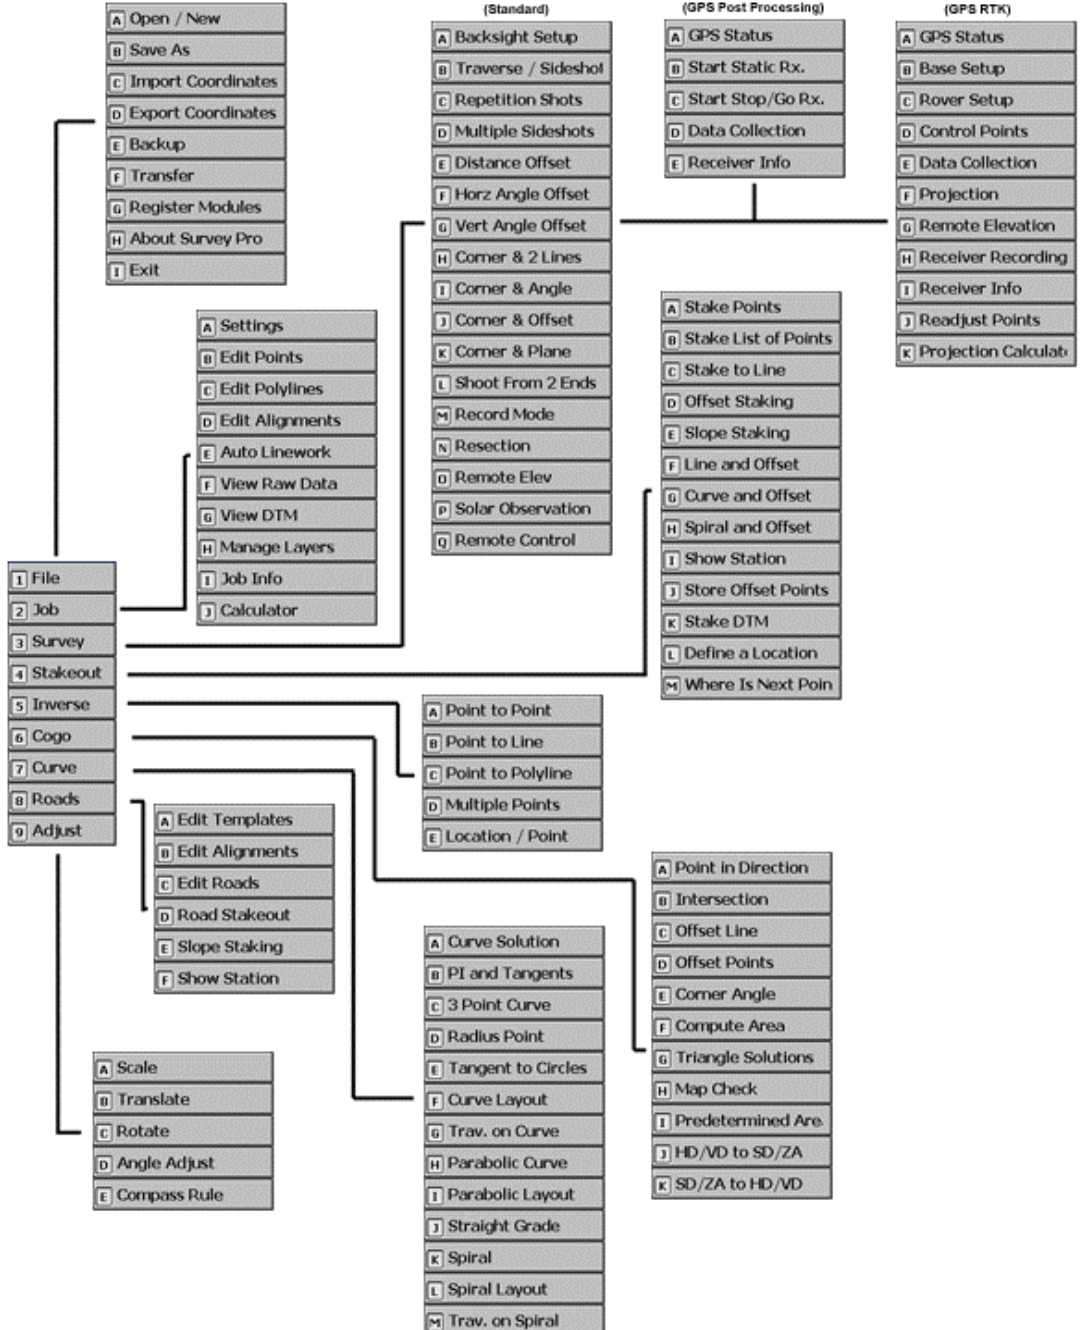 A Open / New
B Save As
C Import Coordinates
D Export Coordinates
E Backup
F Transfer
G Register Modules
H About Survey Pro
I Exit
A Settings
B Edit Points
C Edit Polylines
D Edit Alignments
E Auto Linework
F View Raw Data
G View DTM
H Manage Layers
I Job Info
J Calculator
(Standard)
A Backsight Setup
B Traverse / Sideshol
C Repetition Shots
D Multiple Sideshots
E Distance Offset
F Horz Angle Offset
G Vert Angle Offset
H Corner & 2 Lines
I Corner & Angle
J Corner & Offset
K Corner & Plane
L Shoot From 2 Ends
M Record Mode
N Resection
O Remote Elev
P Solar Observation
Q Remote Control
(GPS Post Processing)
A GPS Status
B Start Static Rx.
C Start Stop/Go Rx.
D Data Collection
E Receiver Info
(GPS RTK)
A GPS Status
B Base Setup
C Rover Setup
D Control Points
E Data Collection
F Projection
G Remote Elevation
H Receiver Recording
I Receiver Info
J Readjust Points
K Projection Calculat
A Stake Points
B Stake List of Points
C Stake to Line
D Offset Staking
E Slope Staking
F Line and Offset
G Curve and Offset
H Spiral and Offset
I Show Station
J Store Offset Points
K Stake DTM
L Define a Location
M Where Is Next Poin
1 File
2 Job
3 Survey
4 Stakeout
5 Inverse
6 Cogo
7 Curve
8 Roads
9 Adjust
A Point to Point
B Point to Line
C Point to Polyline
D Multiple Points
E Location / Point
A Edit Templates
B Edit Alignments
C Edit Roads
D Road Stakeout
E Slope Staking
F Show Station
A Point in Direction
B Intersection
C Offset Line
D Offset Points
E Corner Angle
F Compute Area
G Triangle Solutions
H Map Check
I Predetermined Are
J HD/VD to SD/ZA
K SD/ZA to HD/VD
A Curve Solution
B PI and Tangents
C 3 Point Curve
D Radius Point
E Tangent to Circles
F Curve Layout
G Trav. on Curve
H Parabolic Curve
I Parabolic Layout
J Straight Grade
K Spiral
L Spiral Layout
M Trav. on Spiral
A Scale
B Translate
C Rotate
D Angle Adjust
E Compass Rule